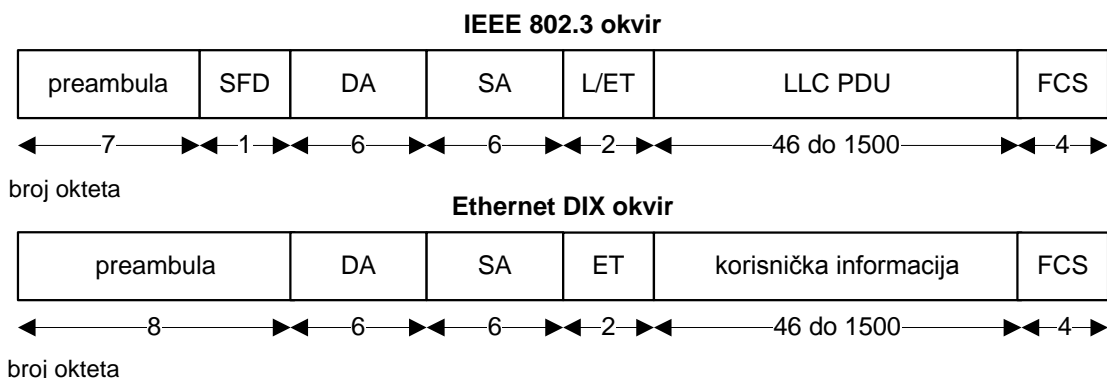 IEEE 802.3 okvir
preambula SFD DA SA L/ET LLC PDU FCS
7 1 6 6 2 46 do 1500 4
broj okteta
Ethernet DIX okvir
preambula DA SA ET korisnička informacija FCS
8 6 6 2 46 do 1500 4
broj okteta